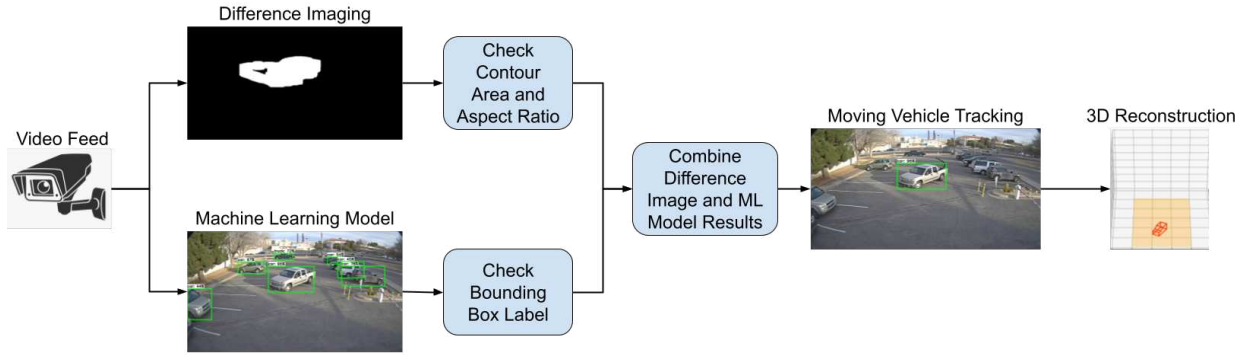 Difference Imaging
Check
Contour
Area and
Aspect Ratio
Video Feed
Moving Vehicle Tracking
3D Reconstruction
Combine
Difference
Image and ML
Model Results
Machine Learning Model
Check
Bounding
Box Label